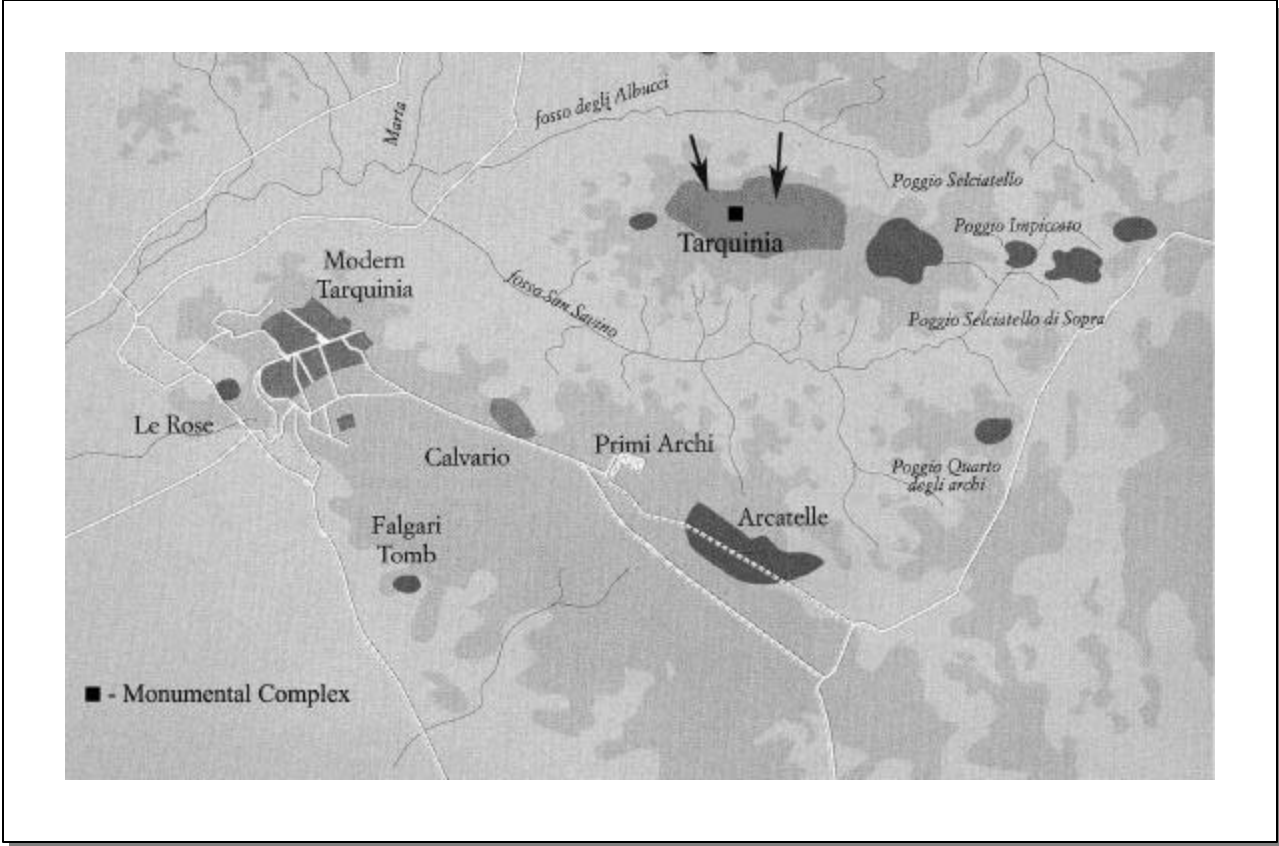 fosso degli Albucci
Marta
Poggio Selciatello
Poggio Impiccato
Tarquinia
Modern
Tarquinia
fosso San Savino
Poggio Selciatello di Sopra
Le Rose
Calvario
Primi Archi
Poggio Quarto
degli archi
Arcatelle
Falgari
Tomb
- Monumental Complex